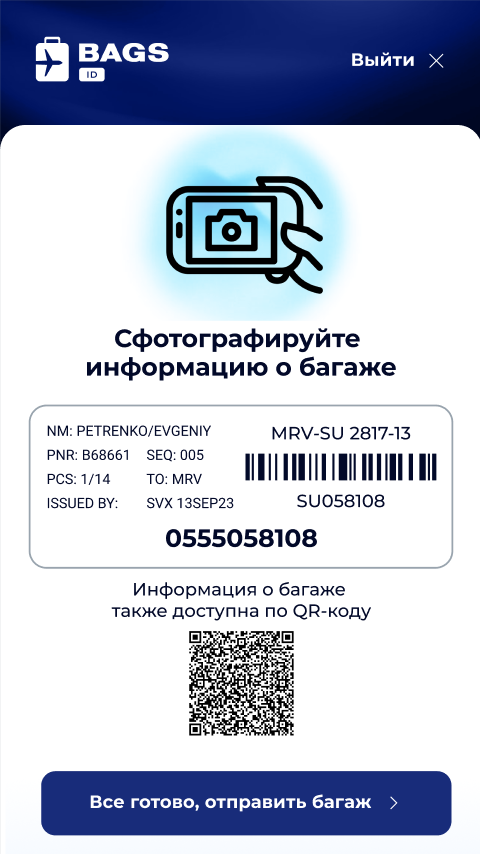 BAGS
ID
Выйти
Сфотографируйте
информацию о багаже
NM: PETRENKO/EVGENIY
PNR: B68661 SEQ: 005
PCS: 1/14 TO: MRV
ISSUED BY: SVX 13SEP23
MRV-SU 2817-13
SU058108
0555058108
Информация о багаже
также доступна по QR-коду
Все готово, отправить багаж